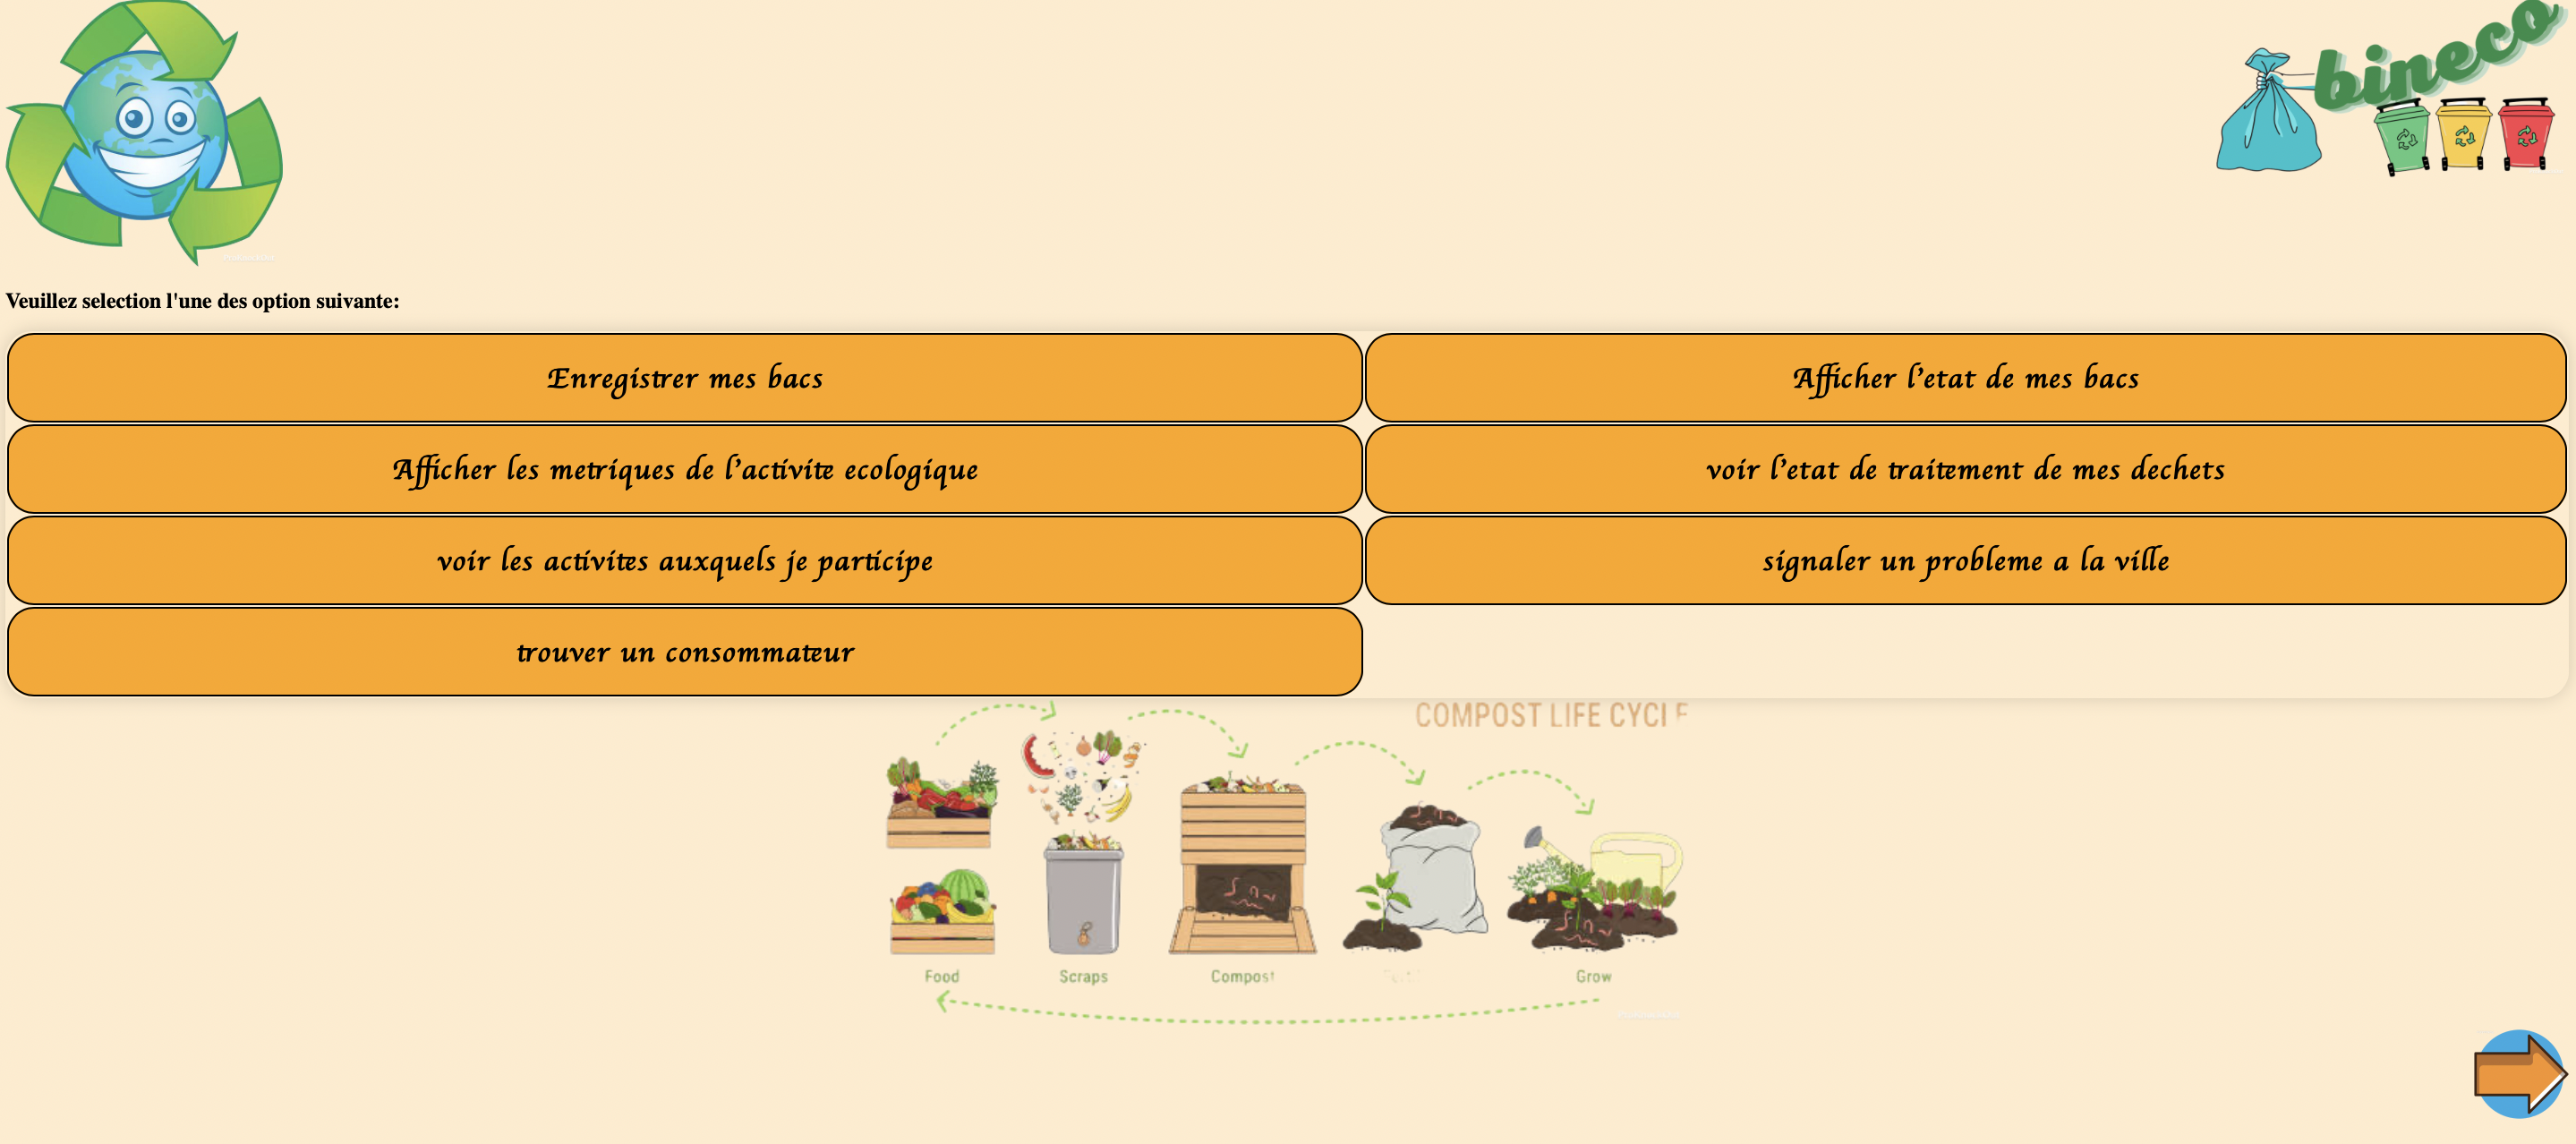 bineco
Veuillez selection l'une des option suivante:
Enregistrer mes bacs
Afficher l'etat de mes bacs
Afficher les metriques de l'activite ecologique
voir l'etat de traitement de mes dechets
voir les activites auxquels je participe
signaler un probleme a la ville
trouver un consommateur
COMPOST LIFE CYCLE
Food
Scraps
Compost
Grow